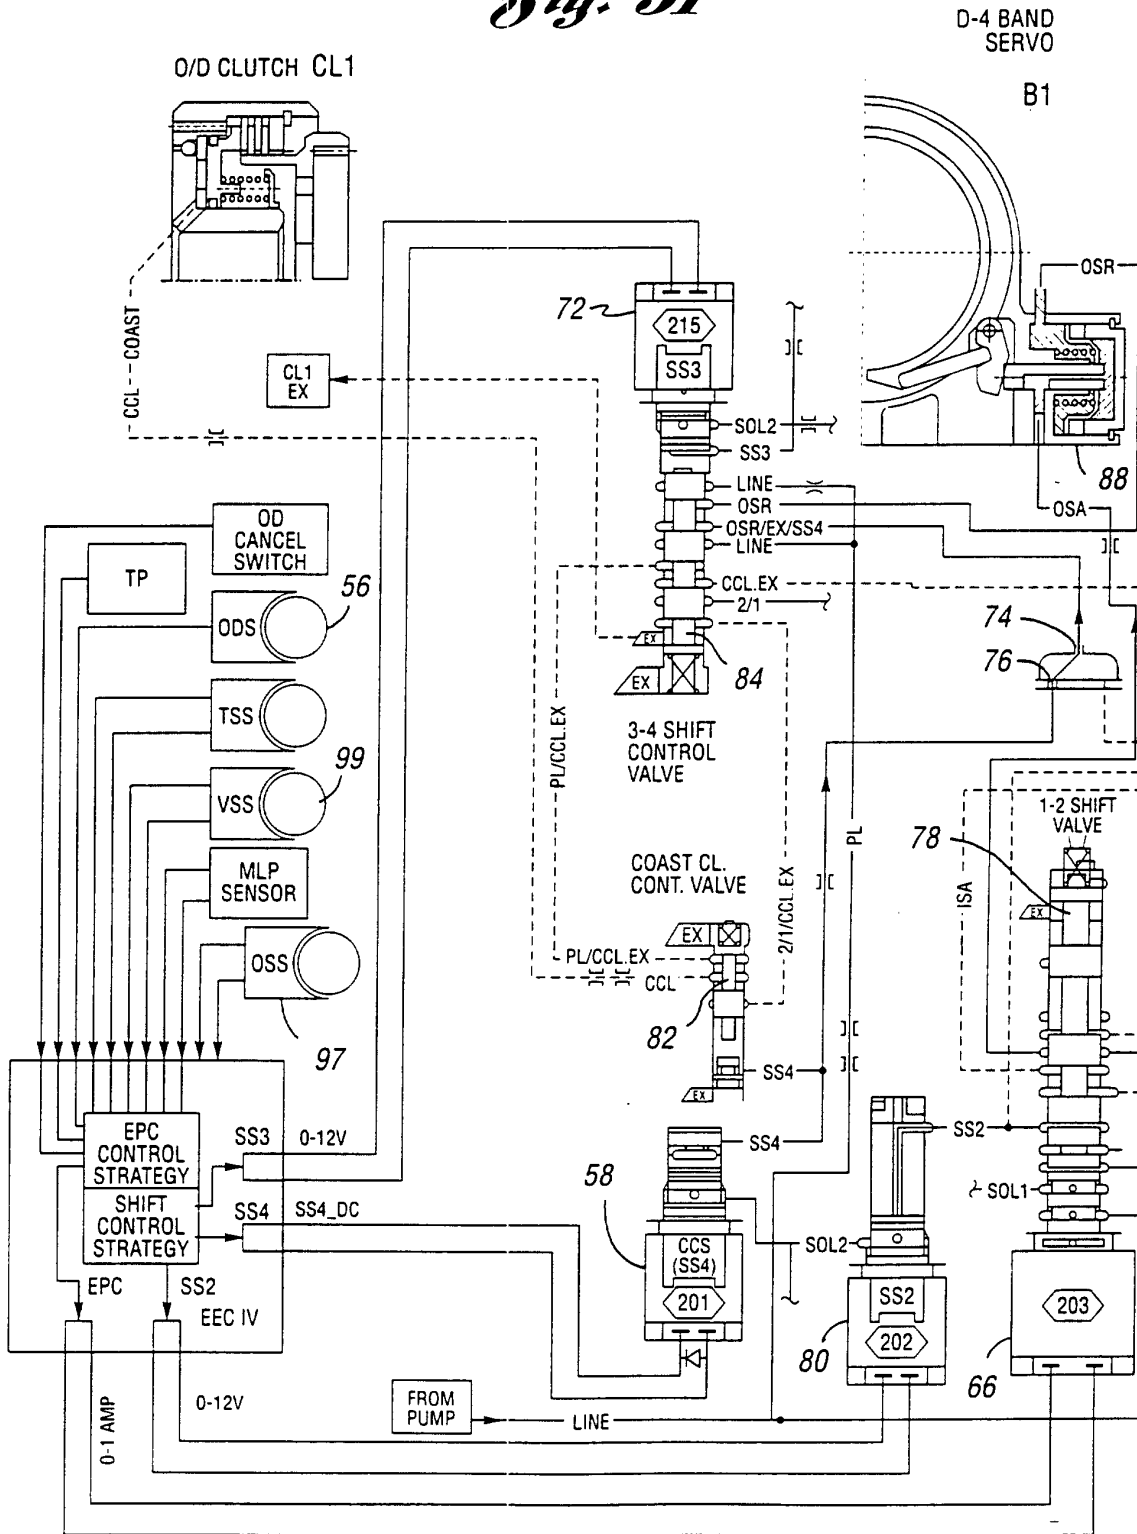 Fig. 31
D-4 BAND
SERVO
B1
O/D CLUTCH CL1
OSR
72
215
SS3
CCL
COAST
CL1
EX
SOL2
SS3
LINE
OSR
OSR/EX/SS4
LINE
CCL.EX
2/1
88
OSA
OD
CANCEL
SWITCH
TP
56
ODS
EX
EX
84
74
76
TSS
3-4 SHIFT
CONTROL
VALVE
PL/CCL.EX
99
VSS
PL
1-2 SHIFT
VALVE
78
MLP
SENSOR
COAST CL.
CONT. VALVE
2/1/CCL.EX
ISA
EX
EX
OSS
PL/CCL.EX
CCL
97
82
SS4
EX
EPC
CONTROL
STRATEGY
SS3
0-12V
SS4
SS2
58
SHIFT
CONTROL
STRATEGY
SS4
SS4_DC
SOL1
CCS
(SS4)
201
SOL2
EPC
SS2
EEC IV
SS2
202
80
203
66
0-1 AMP
0-12V
FROM
PUMP
LINE